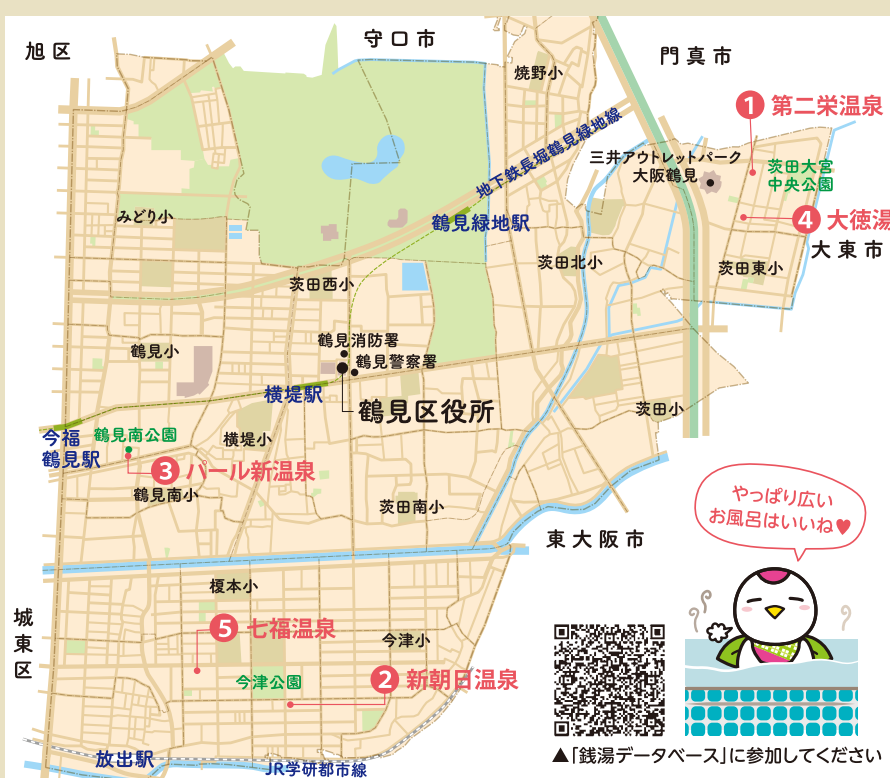 旭区
守口市
門真市
焼野小
① 第二栄温泉
地下鉄長堀鶴見緑地線
三井アウトレットパーク
大阪鶴見
茨田大宮
中央公園
みどり小
鶴見緑地駅
④ 大徳湯
大東市
茨田北小
茨田東小
茨田西小
鶴見消防署
鶴見警察署
鶴見小
横堤駅
鶴見区役所
茨田小
今福
鶴見駅
鶴見南公園
横堤小
③ パール新温泉
鶴見南小
茨田南小
やっぱり広い
お風呂はいいね♥
東大阪市
榎本小
城東区
⑤ 七福温泉
今津小
今津公園
② 新朝日温泉
放出駅
JR学研都市線
▲「銭湯データベース」に参加してください